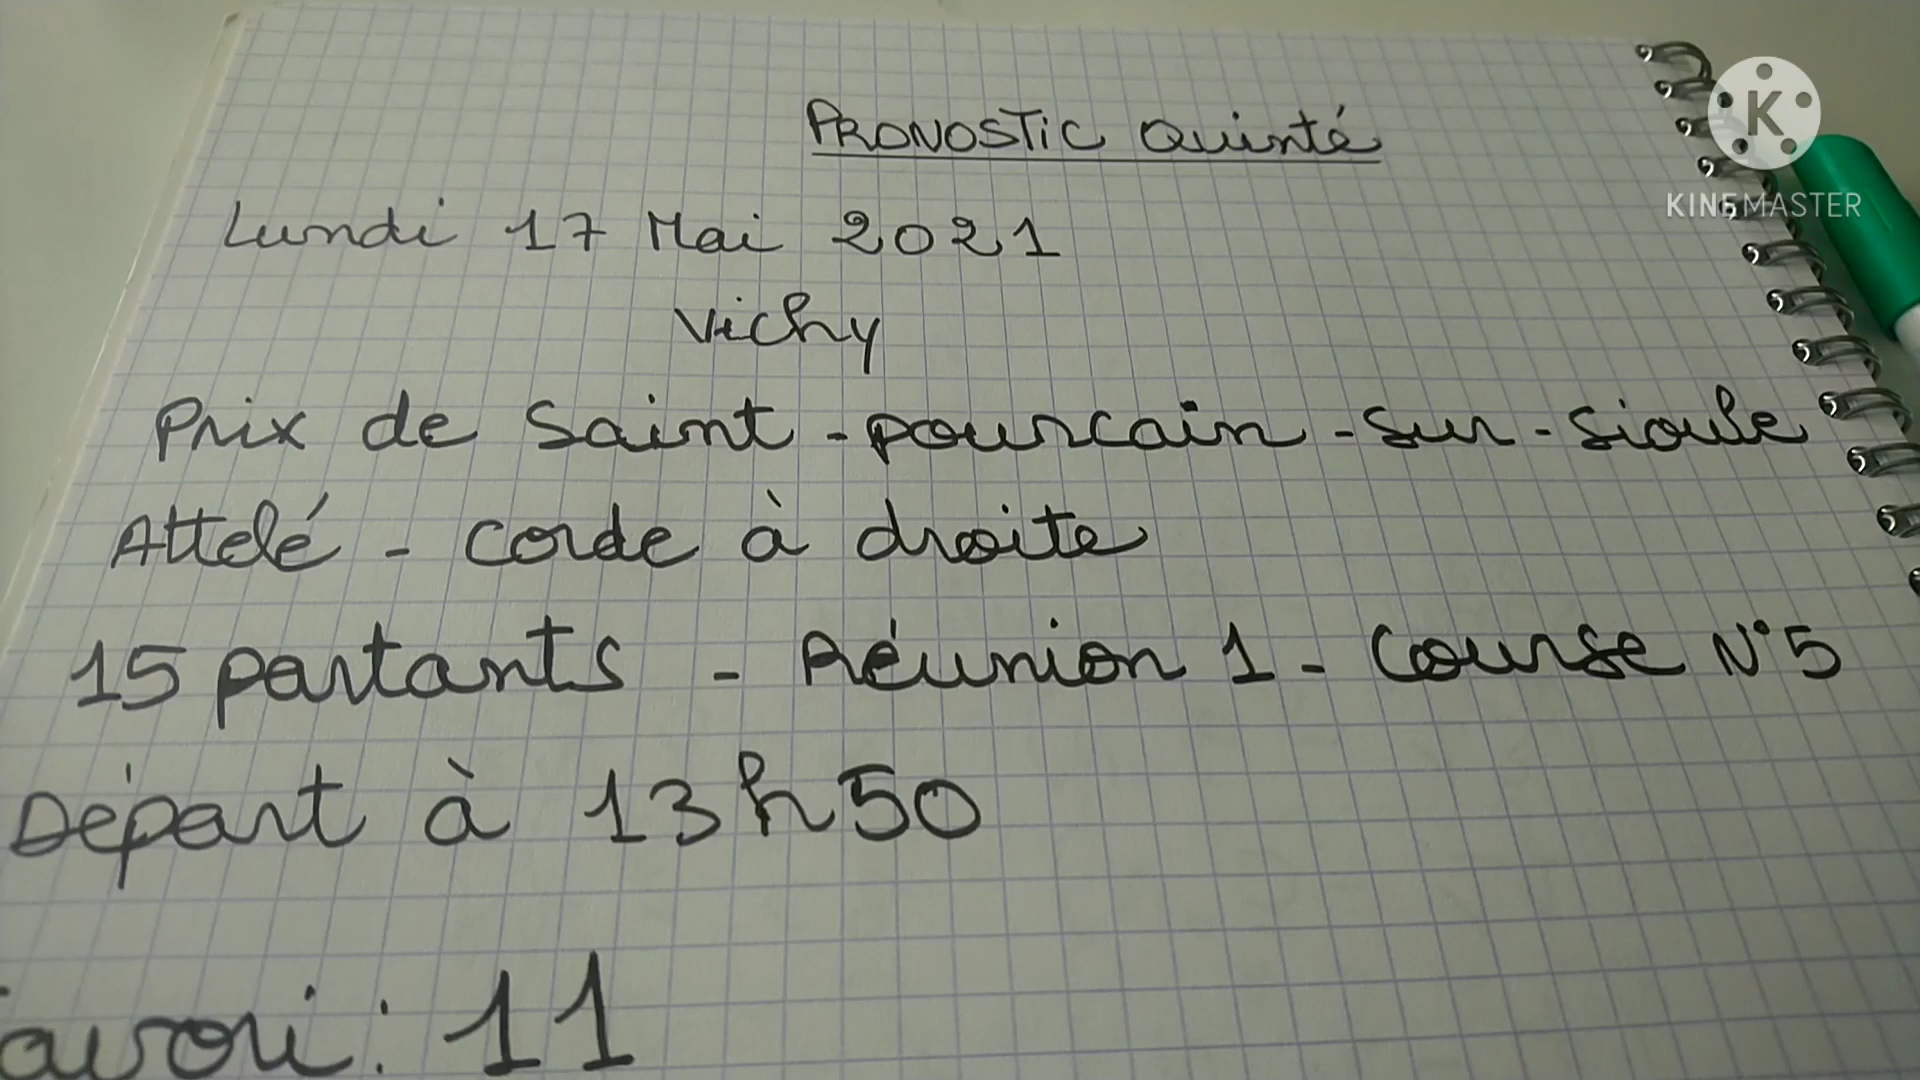 PRONOSTIC Quinté
Lundi 17 Mai 2021
Vichy
Prix de Saint-pourcain-sur-sioule
Attelé - corde à droite
15 partants - Réunion 1 - Course N°5
Départ à 13h50
avori : 11
K
KINEMASTER